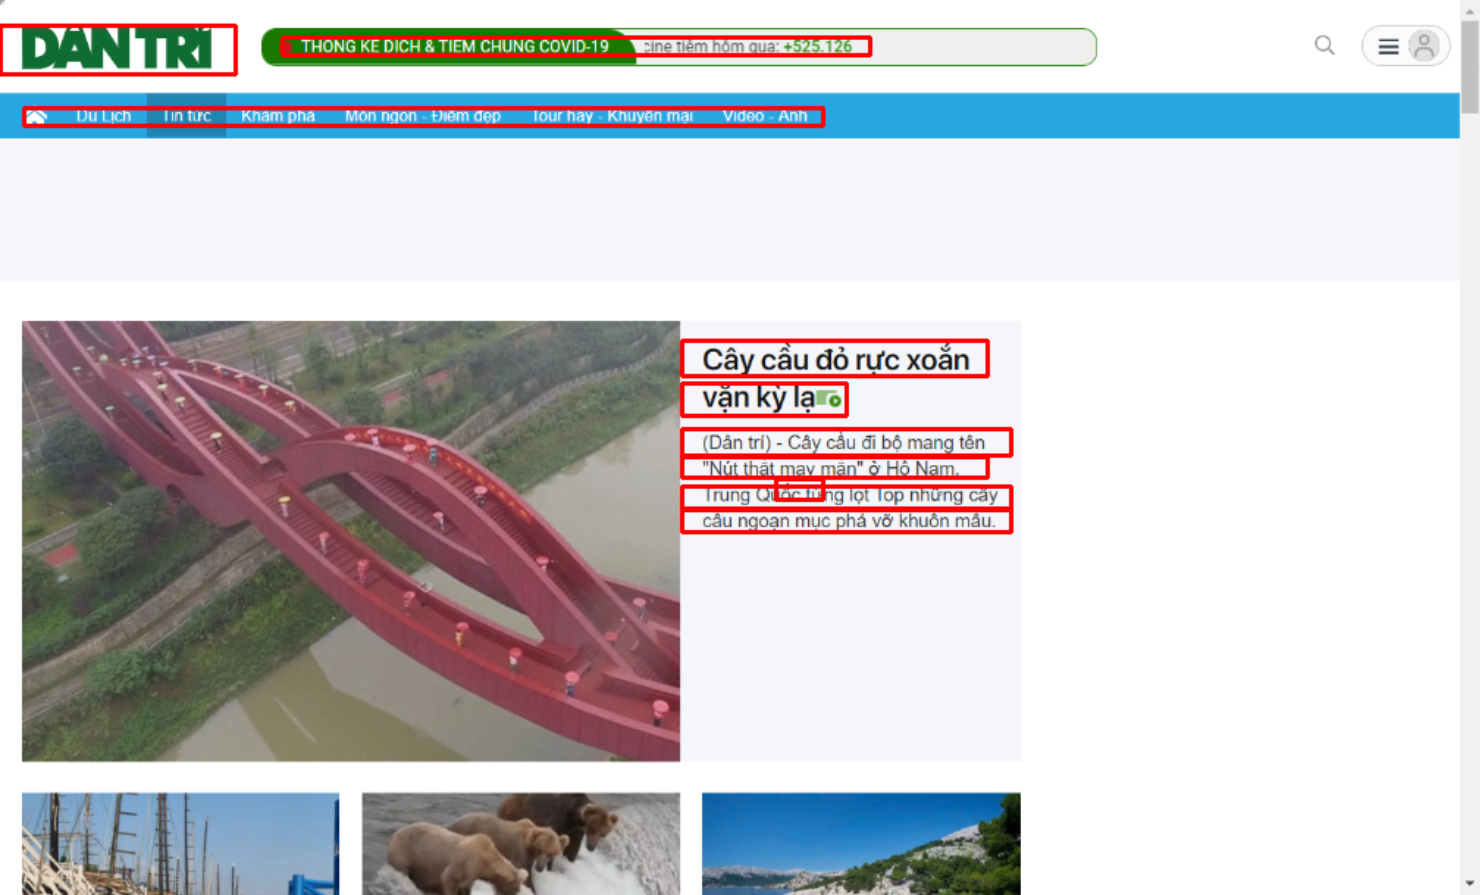 DÂN TRÍ
THỐNG KÊ DỊCH & TIÊM CHỦNG COVID-19 cine tiêm hôm qua: +525.126
Du Lịch Tin tức Khám phá Món ngon - Điểm đẹp Tour hay - Khuyến mại Video - Ảnh
Cây cầu đỏ rực xoắn
vặn kỳ lạ
(Dân trí) - Cây cầu đi bộ mang tên
"Nút thắt may mắn" ở Hồ Nam,
Trung Quốc từng lọt Top những cây
cầu ngoạn mục phá vỡ khuôn mẫu.